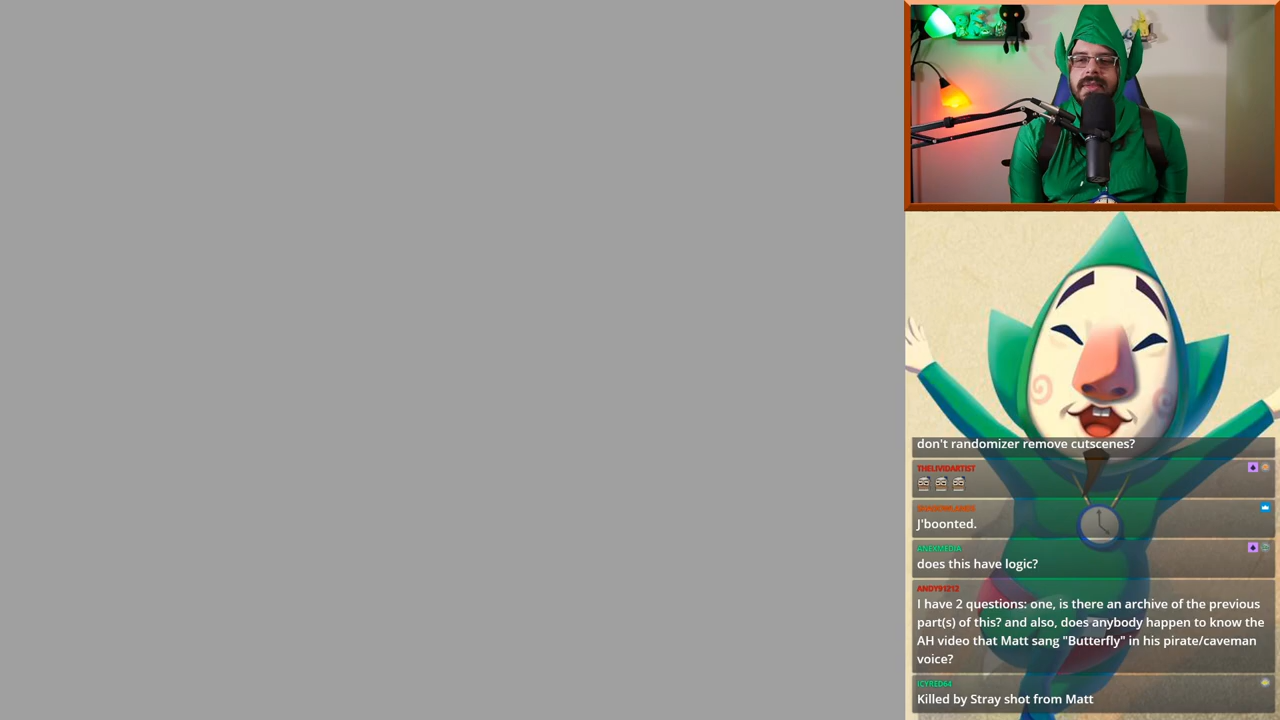 don't randomizer remove cutscenes?
THELIVIDARTIST
J'boonted.
does this have logic?
ANDY91212
I have 2 questions: one, is there an archive of the previous
part(s) of this? and also, does anybody happen to know the
AH video that Matt sang "Butterfly" in his pirate/caveman
voice?
ICYRED64
Killed by Stray shot from Matt